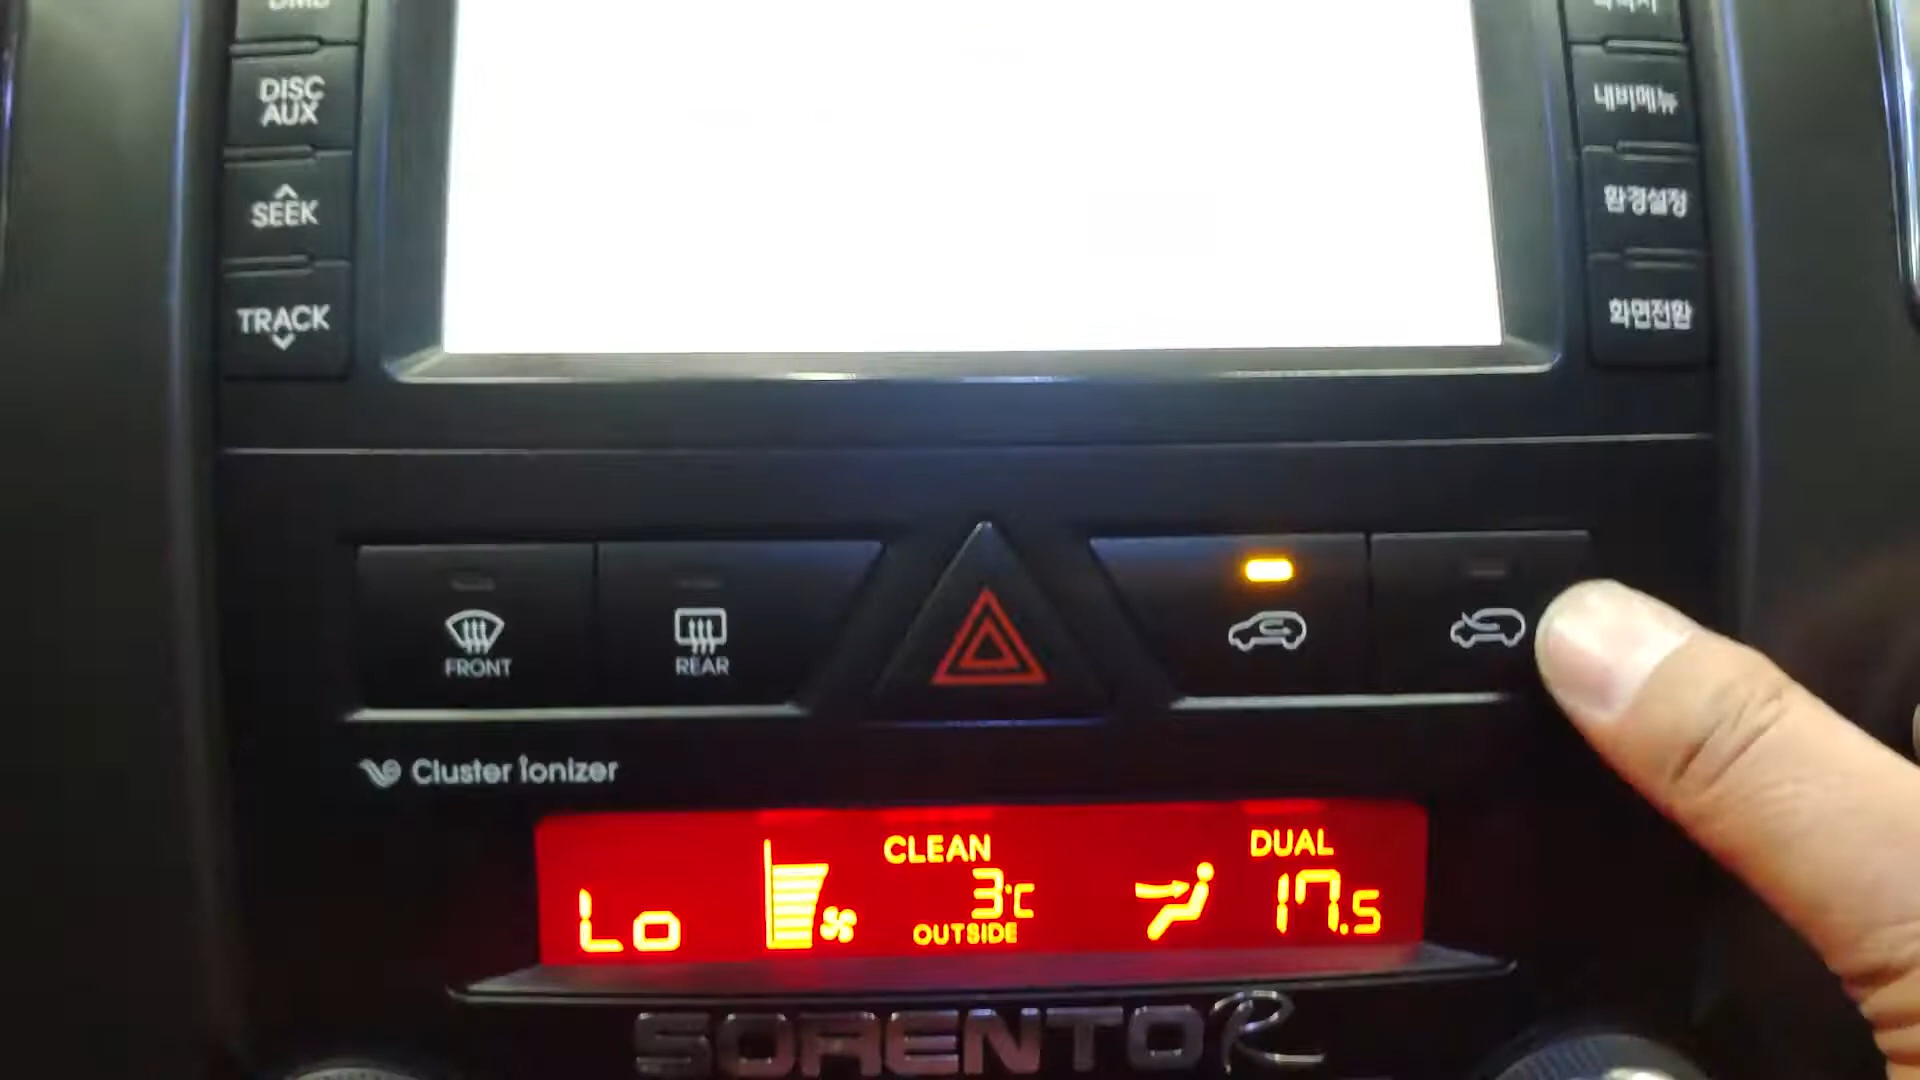 DISC
AUX
SEEK
TRACK
내비메뉴
환경설정
화면전환
FRONT
REAR
Cluster ionizer
Lo
CLEAN
3°C
OUTSIDE
DUAL
17.5
SORENTO R